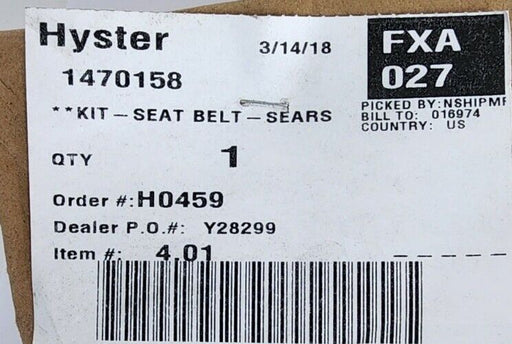 Hyster
3/14/18
FXA
027
1470158
**KIT-SEAT BELT-SEARS
PICKED BY: NSHIPMF
BILL TO: 016974
COUNTRY: US
QTY 1
Order #: H0459
Dealer P.O.#: Y28299
Item #: 4.01